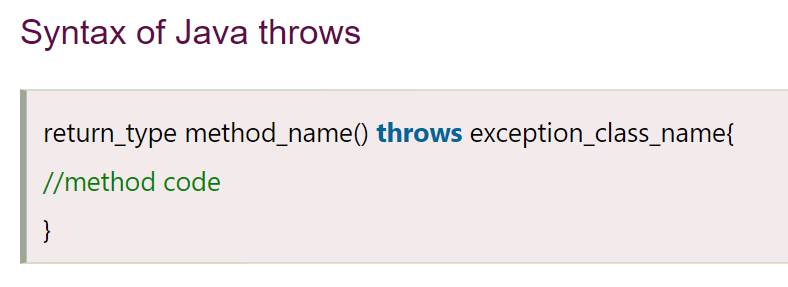 Syntax of Java throws
return_type method_name() throws exception_class_name{
//method code
}